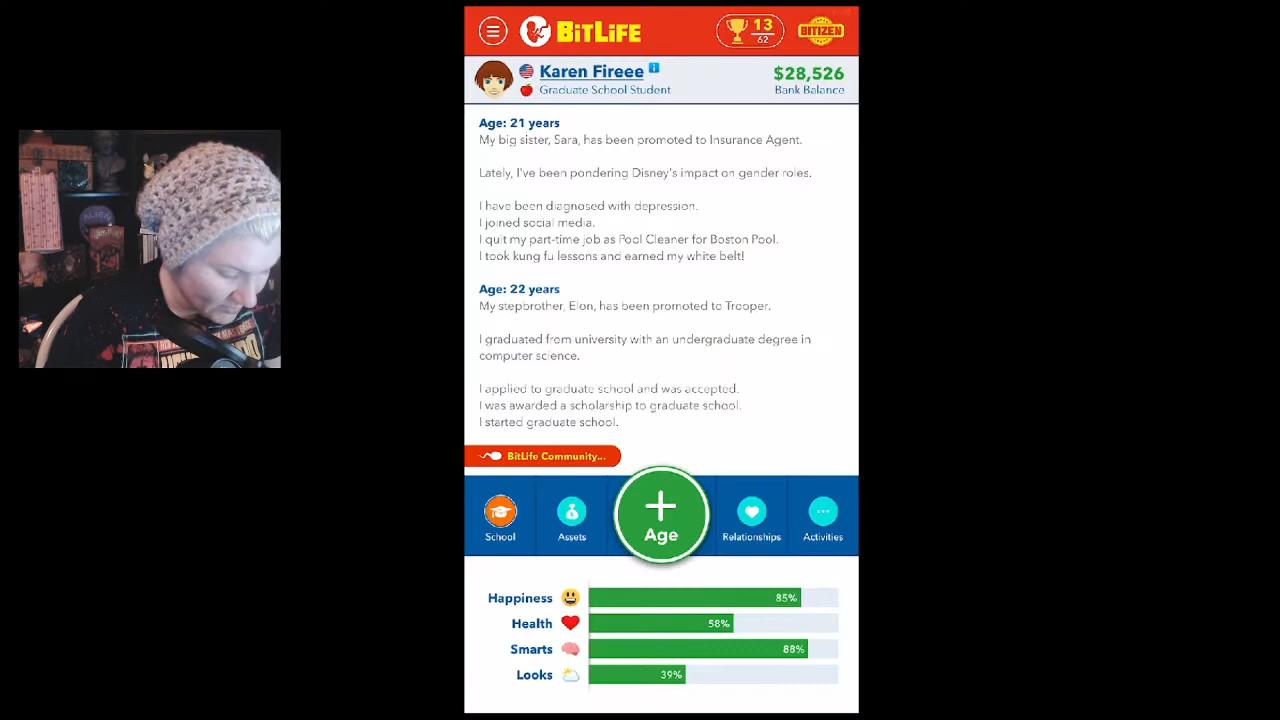 BITLIFE
13
62
BITIZEN
Karen Fireee
$28,526
Graduate School Student
Bank Balance
Age: 21 years
My big sister, Sara, has been promoted to Insurance Agent.
Lately, I've been pondering Disney's impact on gender roles.
I have been diagnosed with depression.
I joined social media.
I quit my part-time job as Pool Cleaner for Boston Pool.
I took kung fu lessons and earned my white belt!
Age: 22 years
My stepbrother, Elon, has been promoted to Trooper.
I graduated from university with an undergraduate degree in
computer science.
I applied to graduate school and was accepted.
I was awarded a scholarship to graduate school.
I started graduate school.
BitLife Community...
School
Assets
+
Age
Relationships
Activities
Happiness 85%
Health 58%
Smarts 88%
Looks 39%
ALIEN